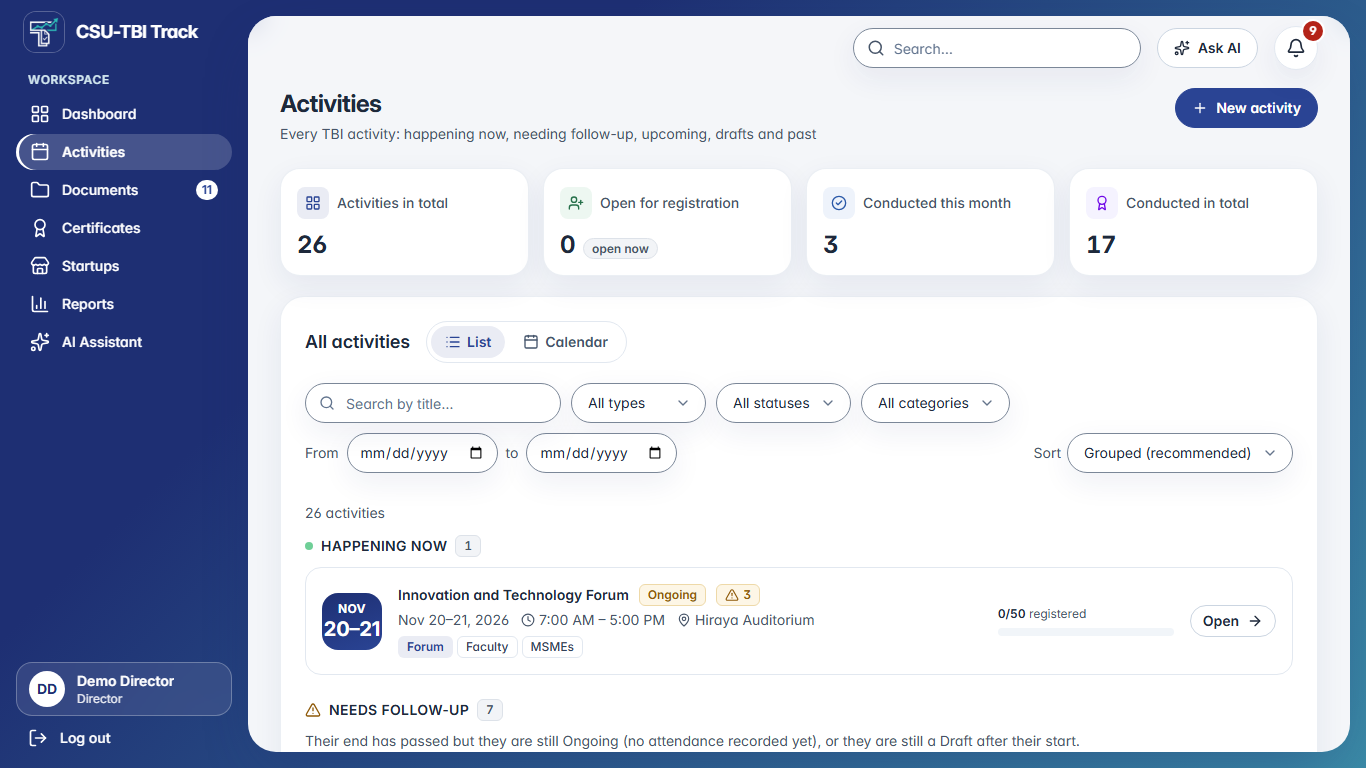 CSU-TBI Track
WORKSPACE
Dashboard
Activities
Documents 11
Certificates
Startups
Reports
AI Assistant
DD
Demo Director
Director
Log out
Search...
Ask AI
9
Activities
Every TBI activity: happening now, needing follow-up, upcoming, drafts and past
New activity
Activities in total
26
Open for registration
0 open now
Conducted this month
3
Conducted in total
17
All activities
List
Calendar
Search by title...
All types
All statuses
All categories
From mm/dd/yyyy to mm/dd/yyyy
Sort Grouped (recommended)
26 activities
HAPPENING NOW 1
NOV
20–21
Innovation and Technology Forum Ongoing 3
Nov 20–21, 2026 7:00 AM – 5:00 PM Hiraya Auditorium
Forum Faculty MSMEs
0/50 registered
Open
NEEDS FOLLOW-UP 7
Their end has passed but they are still Ongoing (no attendance recorded yet), or they are still a Draft after their start.